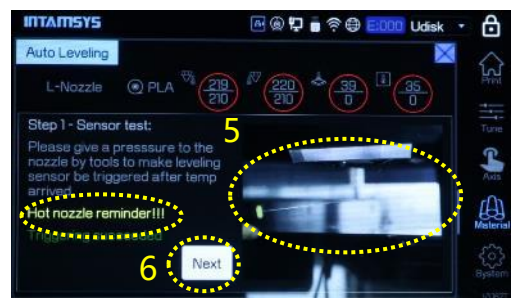 INTAMSYS
E:000 Udisk
Auto Leveling
L-Nozzle PLA 219 210 220 210 39 0 35 0
Print
Step 1 - Sensor test:
5
Please give a presssure to the
nozzle by tools to make leveling
sensor be triggered after temp
arrived
Tune
Axis
Hot nozzle reminder!!!
Triggering succeeded
Material
6
Next
System